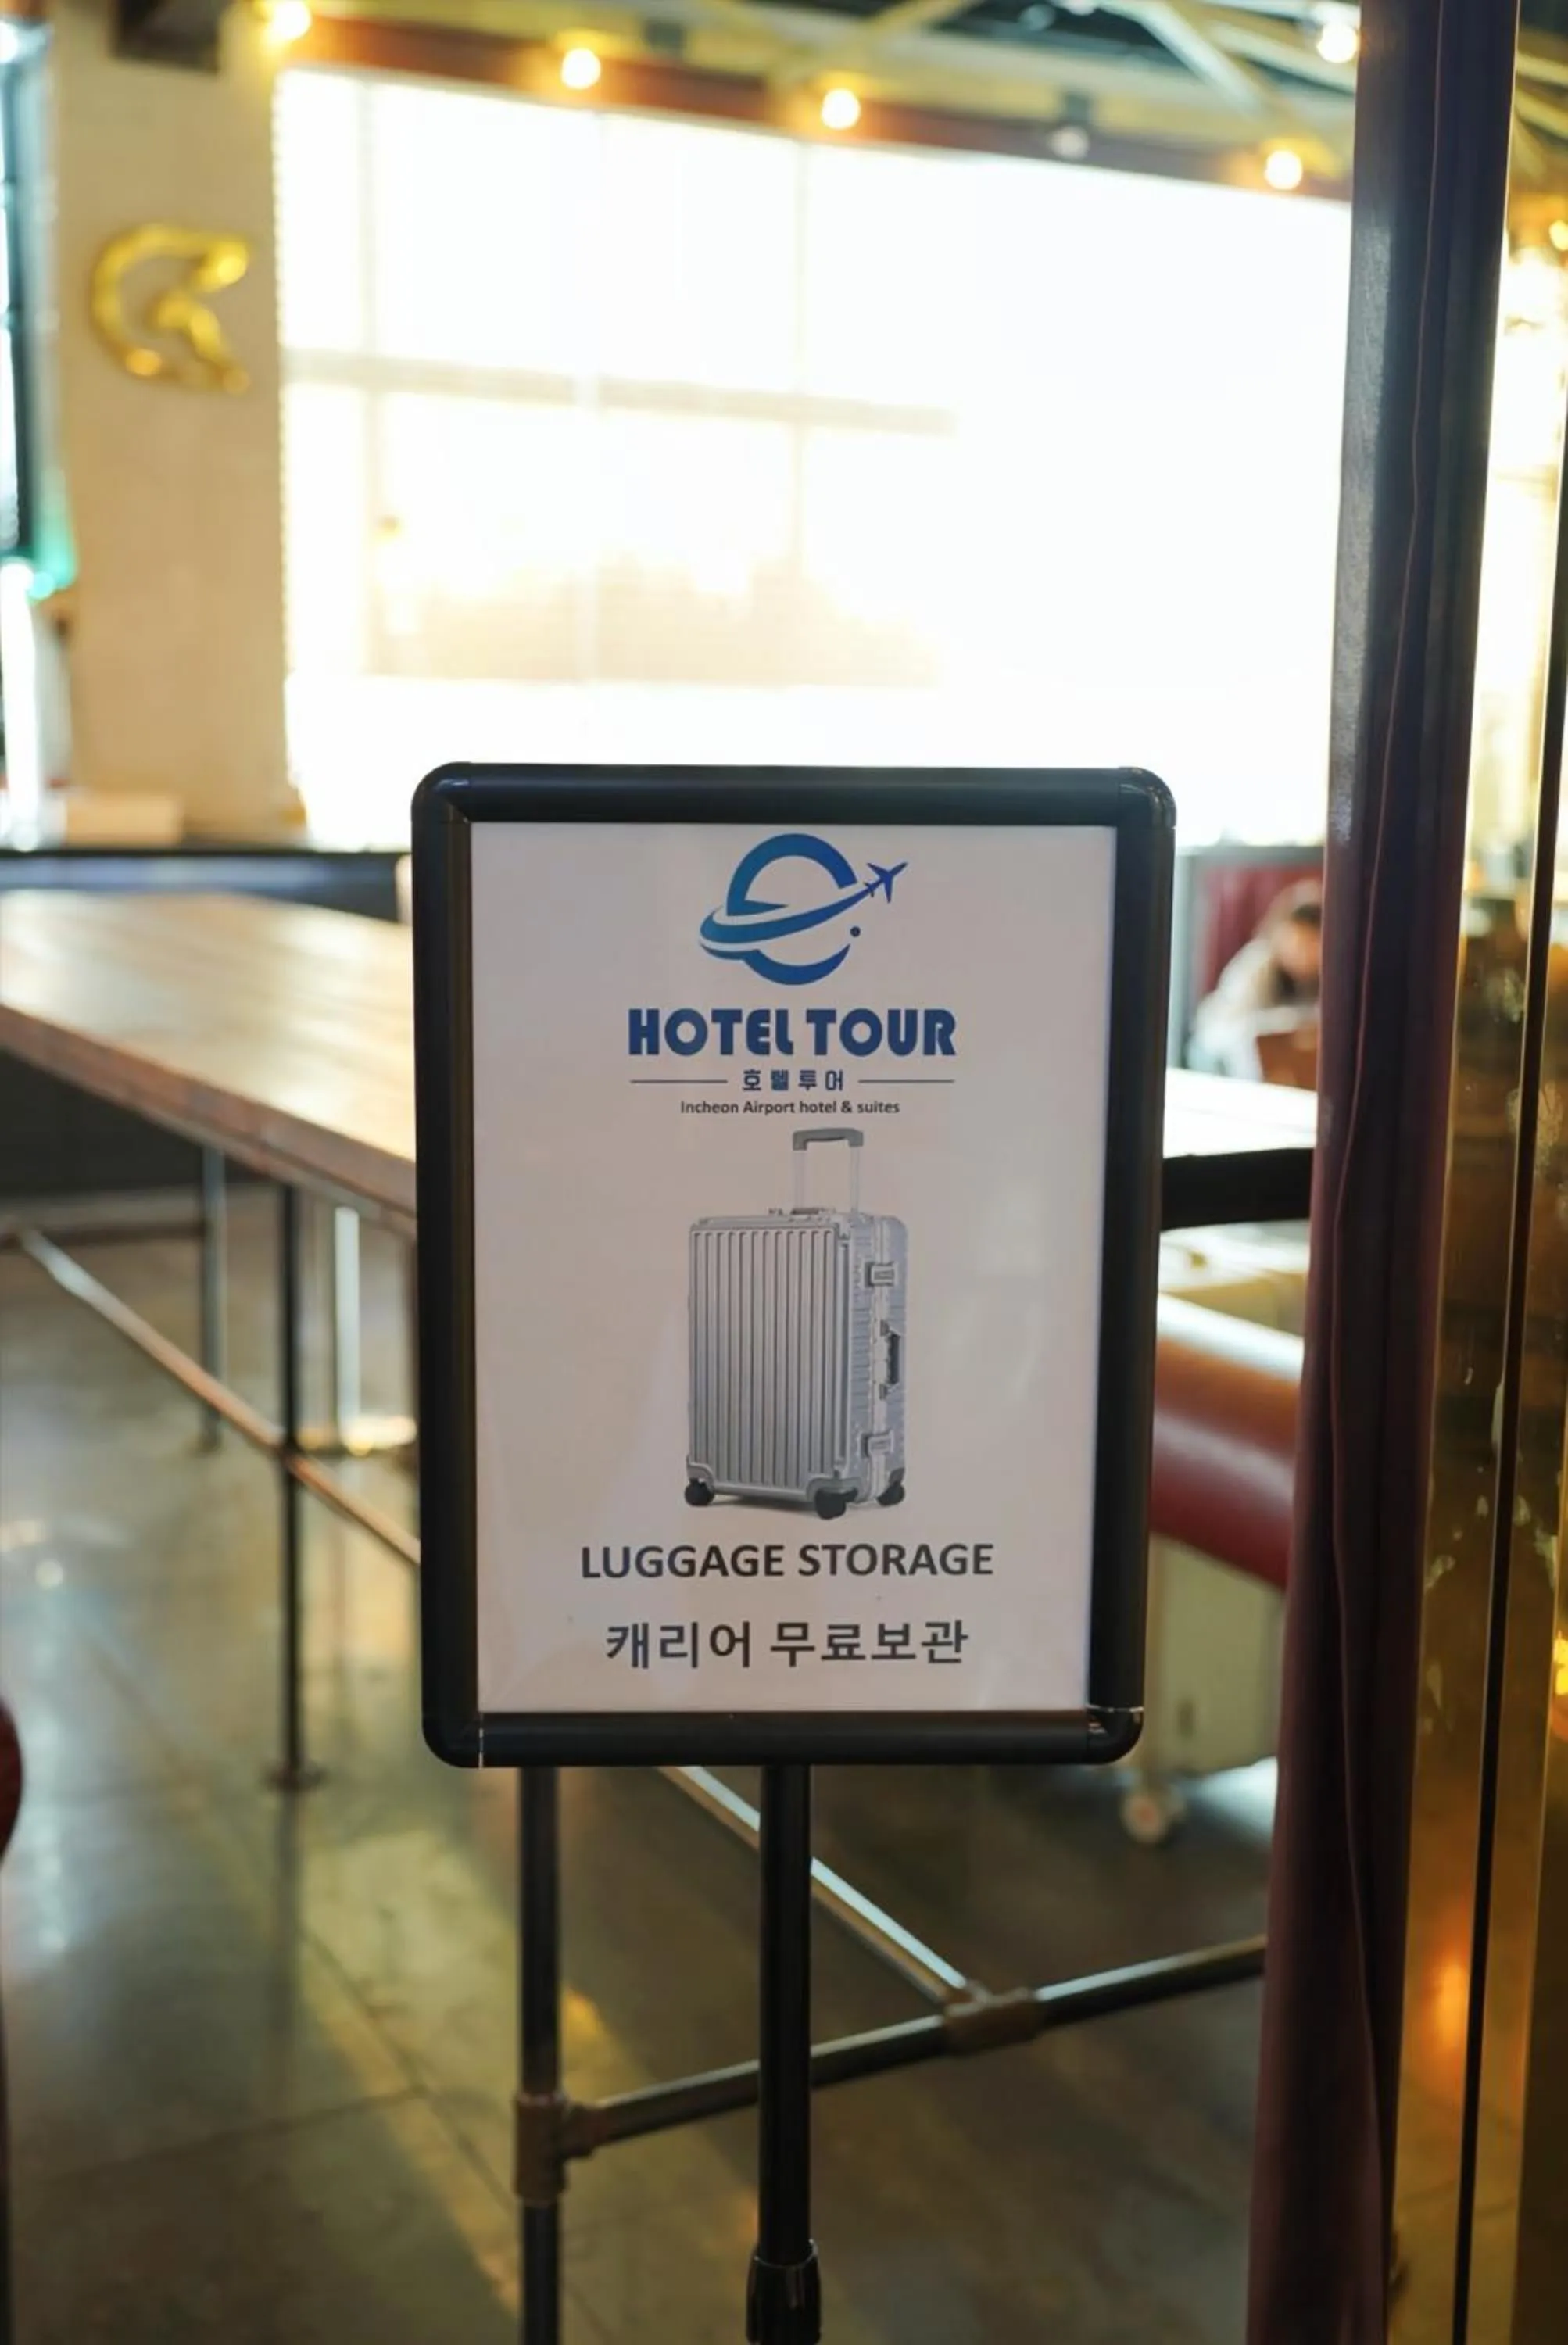 HOTEL TOUR
호텔투어
Incheon Airport hotel & suites
LUGGAGE STORAGE
캐리어 무료보관